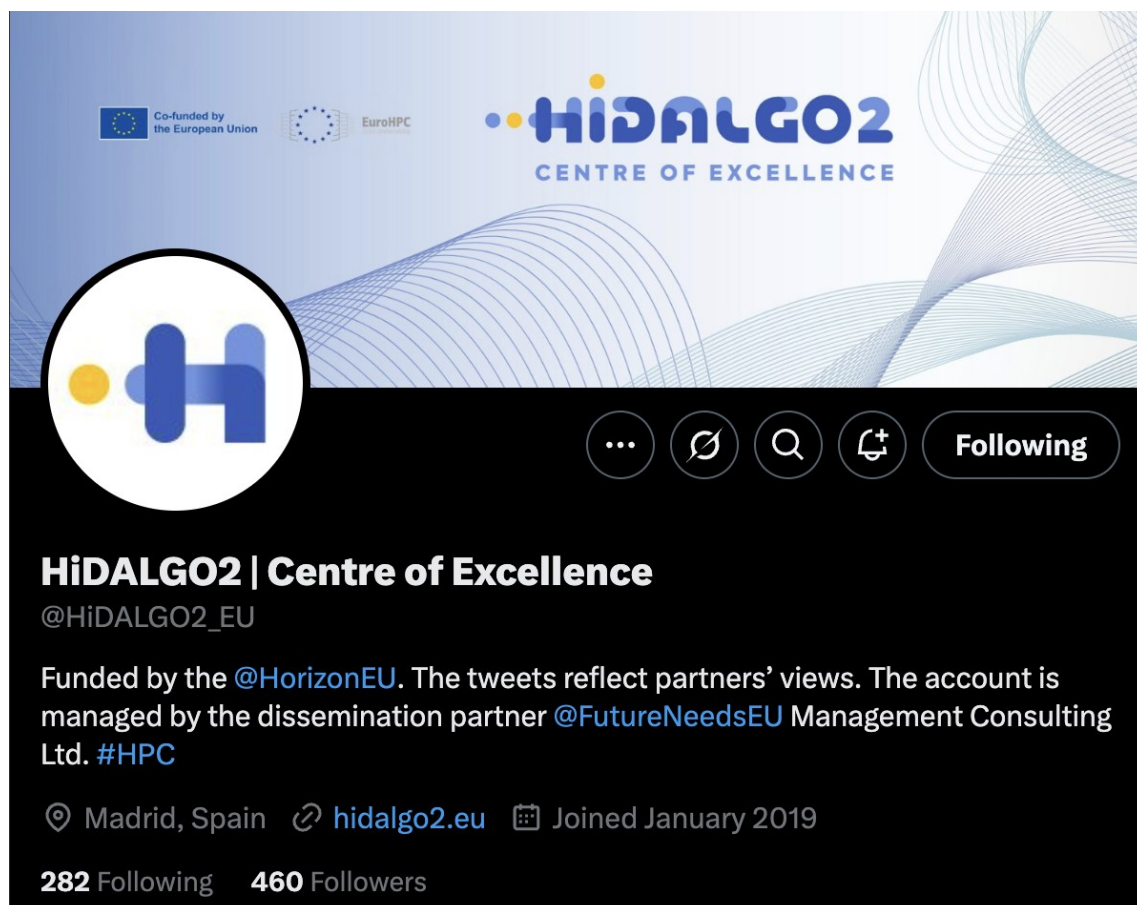 Co-funded by
the European Union
EuroHPC
HiDALGO2
CENTRE OF EXCELLENCE
Following
HiDALGO2 | Centre of Excellence
@HiDALGO2_EU
Funded by the @HorizonEU. The tweets reflect partners’ views. The account is
managed by the dissemination partner @FutureNeedsEU Management Consulting
Ltd. #HPC
Madrid, Spain hidalgo2.eu Joined January 2019
282 Following 460 Followers